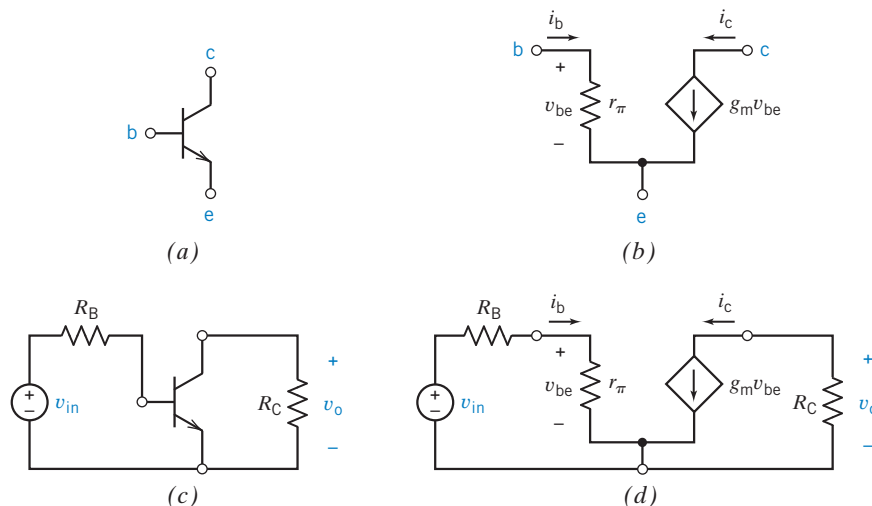 c
b
e
(a)
i_b
i_c
b
c
+
v_be
r_π
g_m v_be
−
e
(b)
R_B
+
−
v_in
R_C
+
v_o
−
(c)
R_B
i_b
i_c
+
−
v_in
+
v_be
r_π
−
g_m v_be
R_C
+
v_o
−
(d)